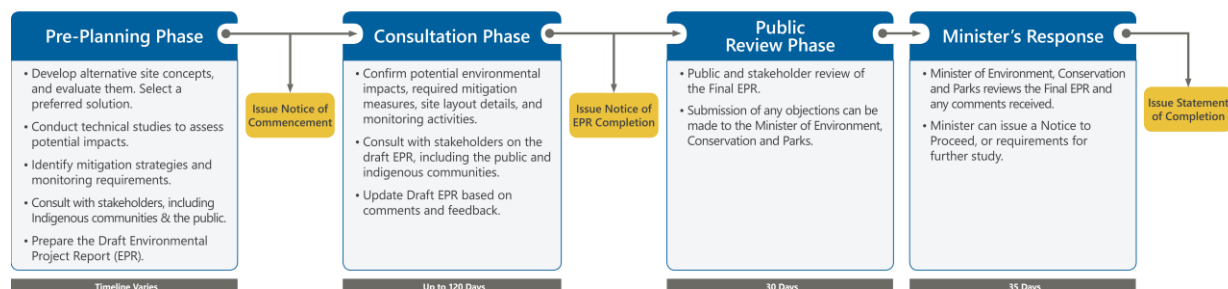 Pre-Planning Phase
• Develop alternative site concepts,
and evaluate them. Select a
preferred solution.
• Conduct technical studies to assess
potential impacts.
• Identify mitigation strategies and
monitoring requirements.
• Consult with stakeholders, including
Indigenous communities & the public.
• Prepare the Draft Environmental
Project Report (EPR).
Timeline Varies
Issue Notice of
Commencement
Consultation Phase
• Confirm potential environmental
impacts, required mitigation
measures, site layout details, and
monitoring activities.
• Consult with stakeholders on the
draft EPR, including the public and
indigenous communities.
• Update Draft EPR based on
comments and feedback.
Up to 120 Days
Issue Notice of
EPR Completion
Public
Review Phase
• Public and stakeholder review of
the Final EPR.
• Submission of any objections can be
made to the Minister of Environment,
Conservation and Parks.
30 Days
Minister's Response
• Minister of Environment, Conservation
and Parks reviews the Final EPR and
any comments received.
• Minister can issue a Notice to
Proceed, or requirements for
further study.
35 Days
Issue Statement
of Completion